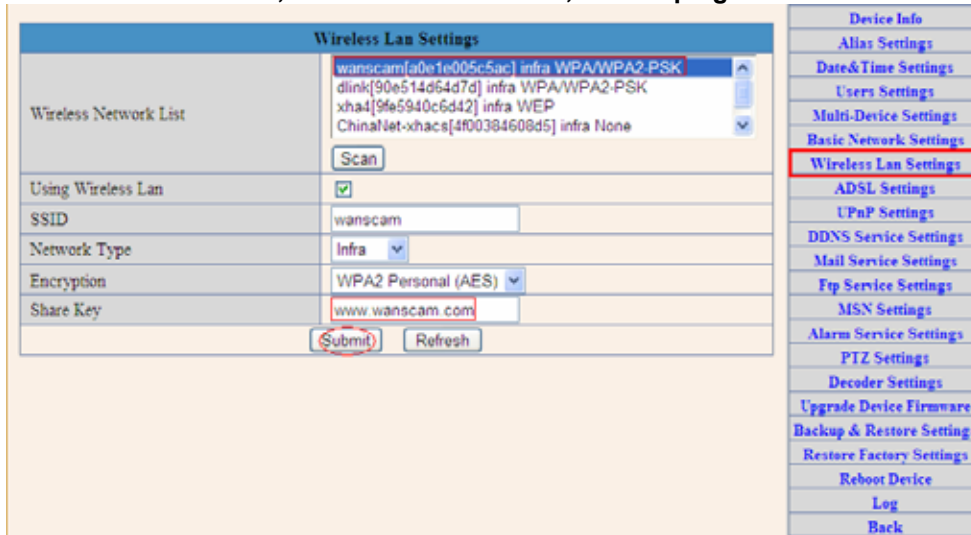 Wireless Lan Settings
Wireless Network List
wanscam[a0e1e005c5ac] infra WPA/WPA2-PSK
dlink[90e514d64d7d] infra WPA/WPA2-PSK
xha4[9fe5940c6d42] infra WEP
ChinaNet-xhacs[4f00384608d5] infra None
Scan
Using Wireless Lan
SSID wanscam
Network Type Infra
Encryption WPA2 Personal (AES)
Share Key www.wanscam.com
Submit Refresh
Device Info
Alias Settings
Date&Time Settings
Users Settings
Multi-Device Settings
Basic Network Settings
Wireless Lan Settings
ADSL Settings
UPnP Settings
DDNS Service Settings
Mail Service Settings
Ftp Service Settings
MSN Settings
Alarm Service Settings
PTZ Settings
Decoder Settings
Upgrade Device Firmware
Backup & Restore Setting
Restore Factory Settings
Reboot Device
Log
Back